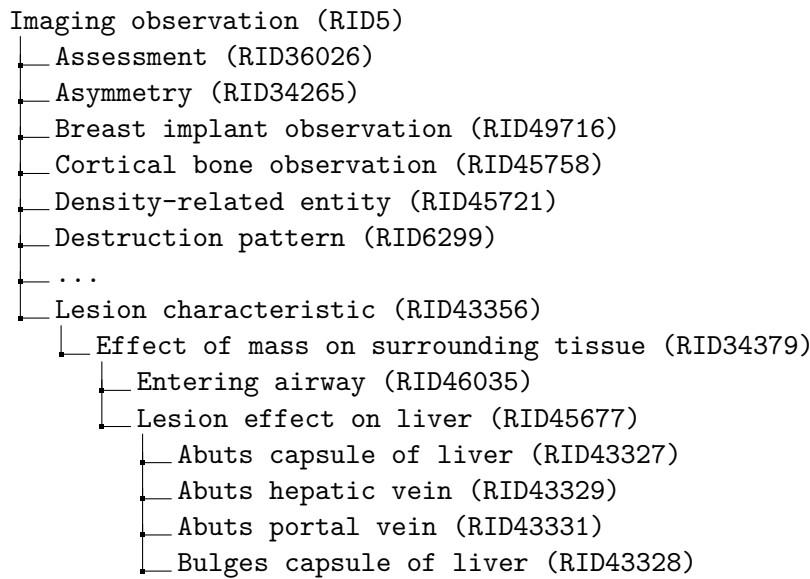 Imaging observation (RID5)
Assessment (RID36026)
Asymmetry (RID34265)
Breast implant observation (RID49716)
Cortical bone observation (RID45758)
Density-related entity (RID45721)
Destruction pattern (RID6299)
...
Lesion characteristic (RID43356)
Effect of mass on surrounding tissue (RID34379)
Entering airway (RID46035)
Lesion effect on liver (RID45677)
Abuts capsule of liver (RID43327)
Abuts hepatic vein (RID43329)
Abuts portal vein (RID43331)
Bulges capsule of liver (RID43328)